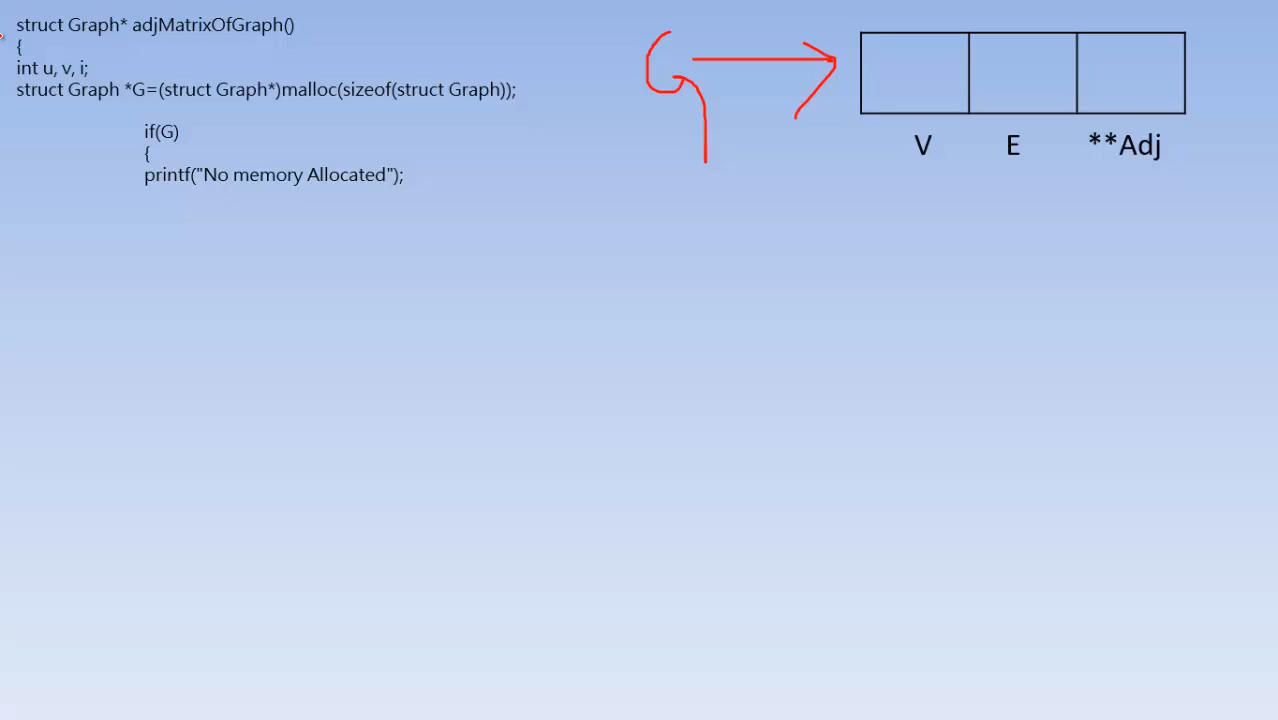 struct Graph* adjMatrixOfGraph()
{
int u, v, i;
struct Graph *G=(struct Graph*)malloc(sizeof(struct Graph));
if(G)
{
printf("No memory Allocated");
G
V E **Adj